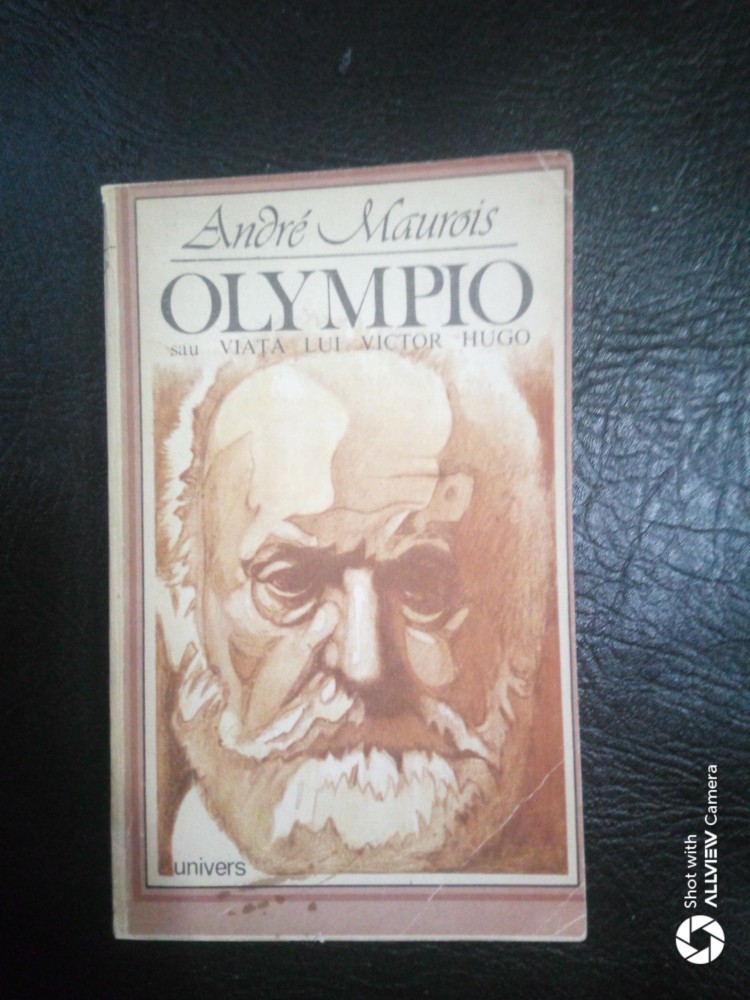 André Maurois
OLYMPIO
sau VIAȚA LUI VICTOR HUGO
univers
Shot with
ALLVIEW Camera